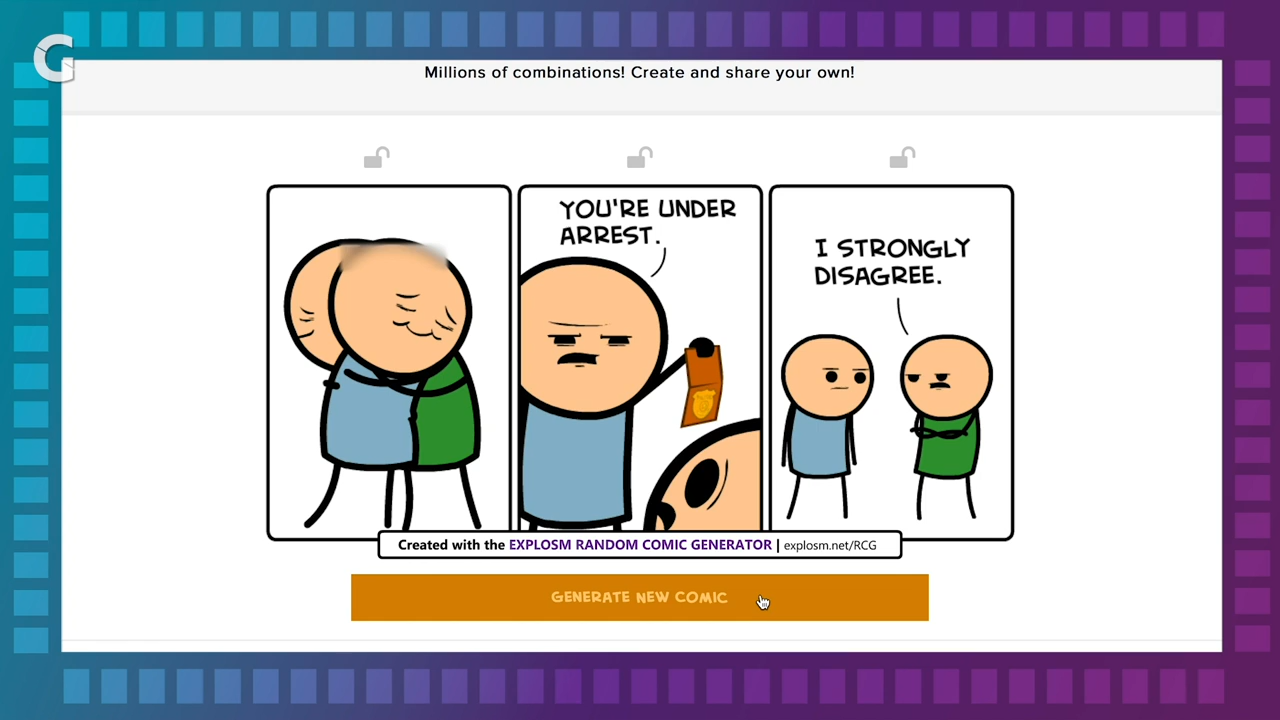 G
Millions of combinations! Create and share your own!
YOU'RE UNDER
ARREST.
I STRONGLY
DISAGREE.
Created with the EXPLOSM RANDOM COMIC GENERATOR | explosm.net/RCG
GENERATE NEW COMIC